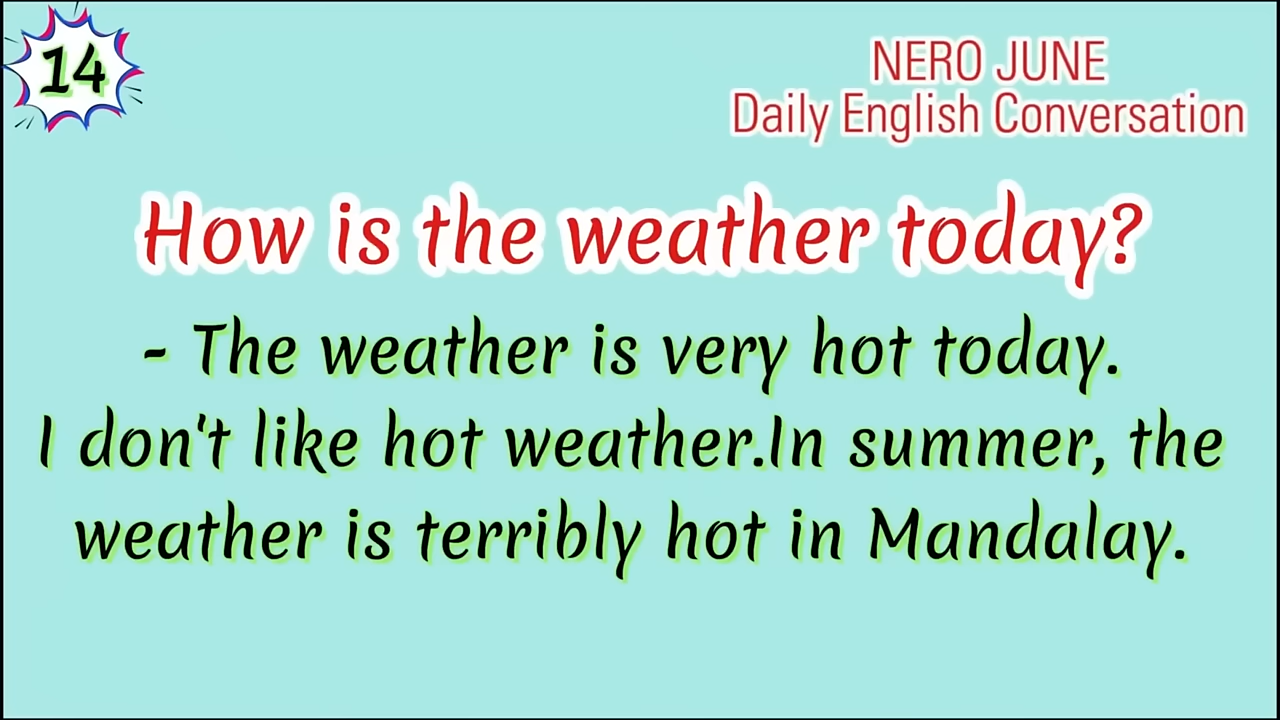 14
NERO JUNE
Daily English Conversation
How is the weather today?
- The weather is very hot today.
I don't like hot weather.In summer, the
weather is terribly hot in Mandalay.